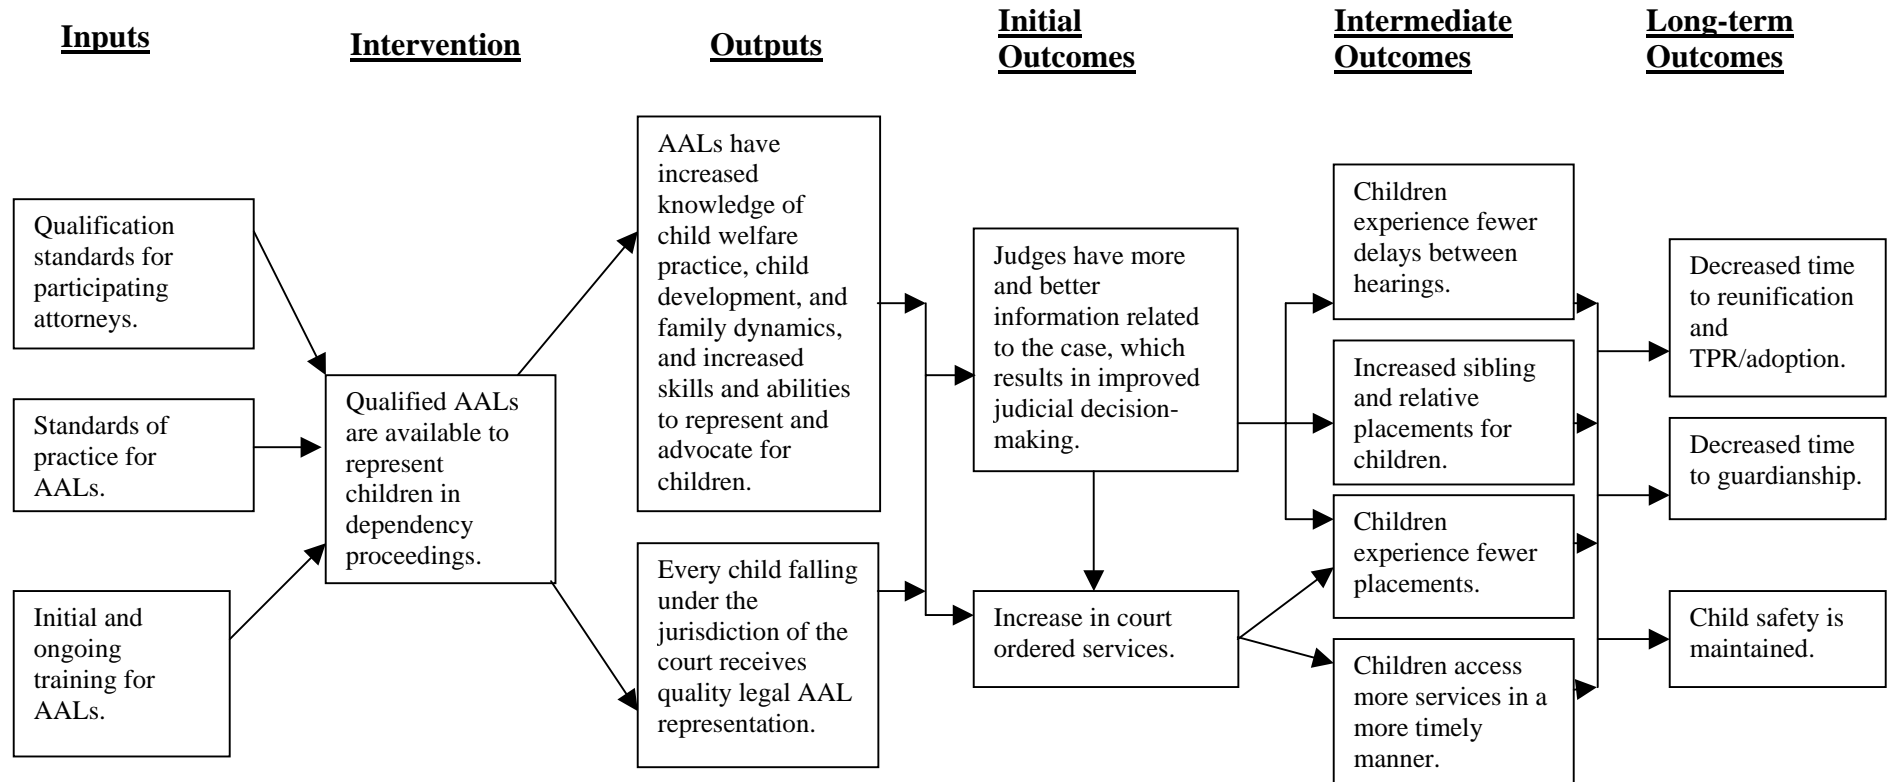 Inputs
Intervention
Outputs
Initial
Outcomes
Intermediate
Outcomes
Long-term
Outcomes
Qualification
standards for
participating
attorneys.
Standards of
practice for
AALs.
Initial and
ongoing
training for
AALs.
Qualified AALs
are available to
represent
children in
dependency
proceedings.
AALs have
increased
knowledge of
child welfare
practice, child
development, and
family dynamics,
and increased
skills and abilities
to represent and
advocate for
children.
Every child falling
under the
jurisdiction of the
court receives
quality legal AAL
representation.
Judges have more
and better
information related
to the case, which
results in improved
judicial decision-
making.
Increase in court
ordered services.
Children
experience fewer
delays between
hearings.
Increased sibling
and relative
placements for
children.
Children
experience fewer
placements.
Children access
more services in a
more timely
manner.
Decreased time
to reunification
and
TPR/adoption.
Decreased time
to guardianship.
Child safety is
maintained.